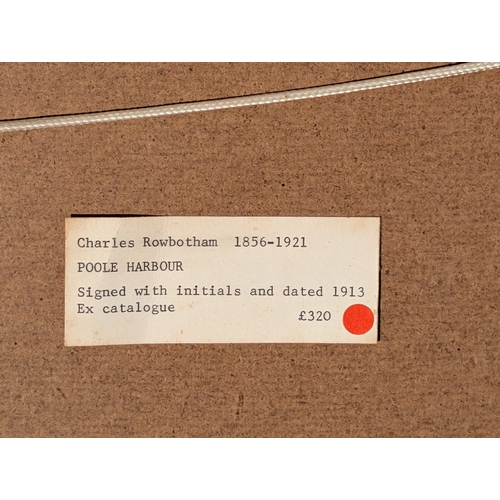 Charles Rowbotham 1856-1921
POOLE HARBOUR
Signed with initials and dated 1913
Ex catalogue
£320